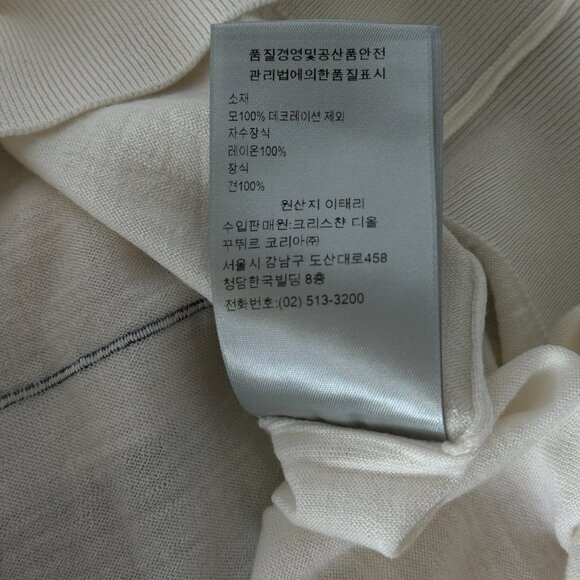 품질경영및공산품안전
관리법에의한품질표시
소재
모100% 데코레이션 제외
자수장식
레이온100%
장식
견100%
원산지 이태리
수입판매원:크리스챤 디올
꾸뛰르 코리아㈜
서울시 강남구 도산대로458
청담한국빌딩 8층
전화번호:(02) 513-3200